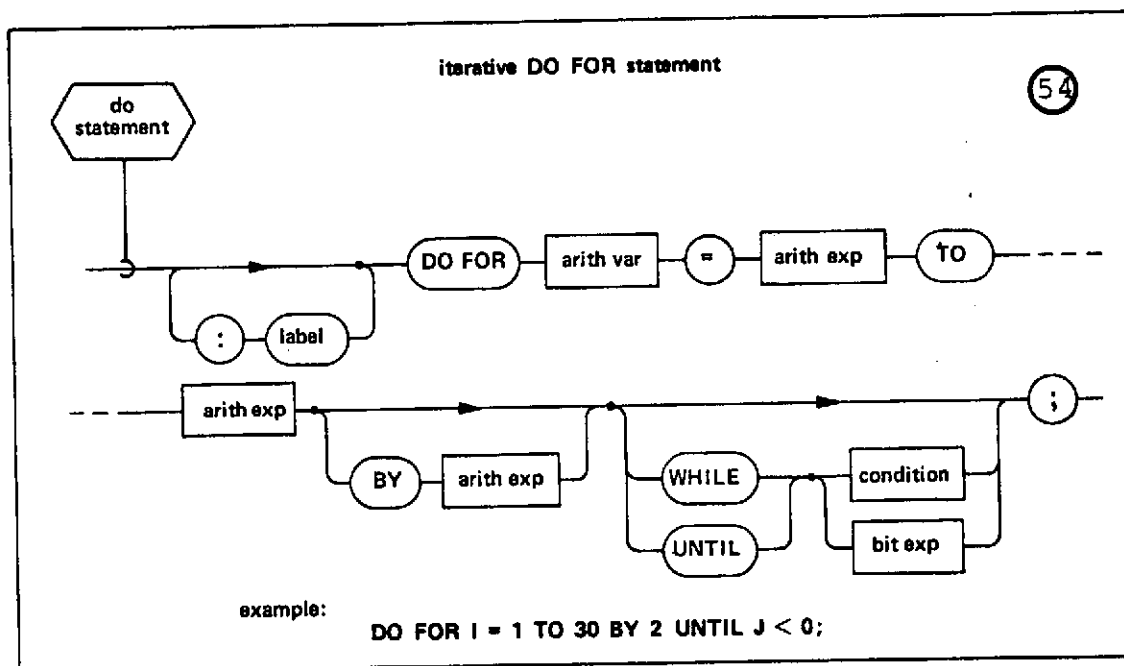 iterative DO FOR statement
54
do
statement
DO FOR arith var = arith exp TO
: label
arith exp
BY arith exp
WHILE condition
UNTIL bit exp
;
example:
DO FOR I = 1 TO 30 BY 2 UNTIL J < 0;